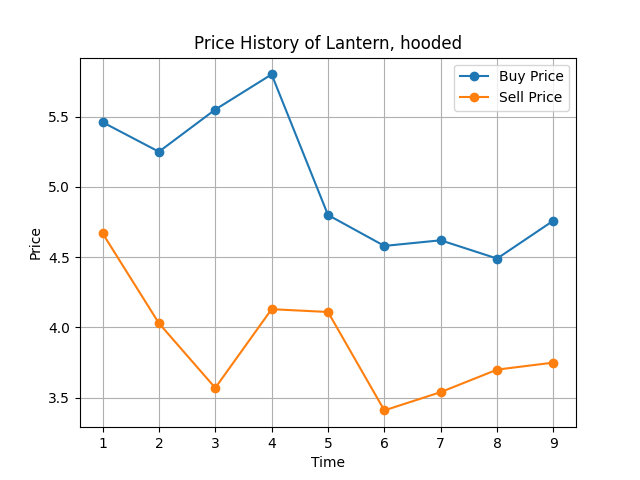 Price History of Lantern, hooded
Buy Price
Sell Price
5.5
5.0
4.5
4.0
3.5
Price
1 2 3 4 5 6 7 8 9
Time